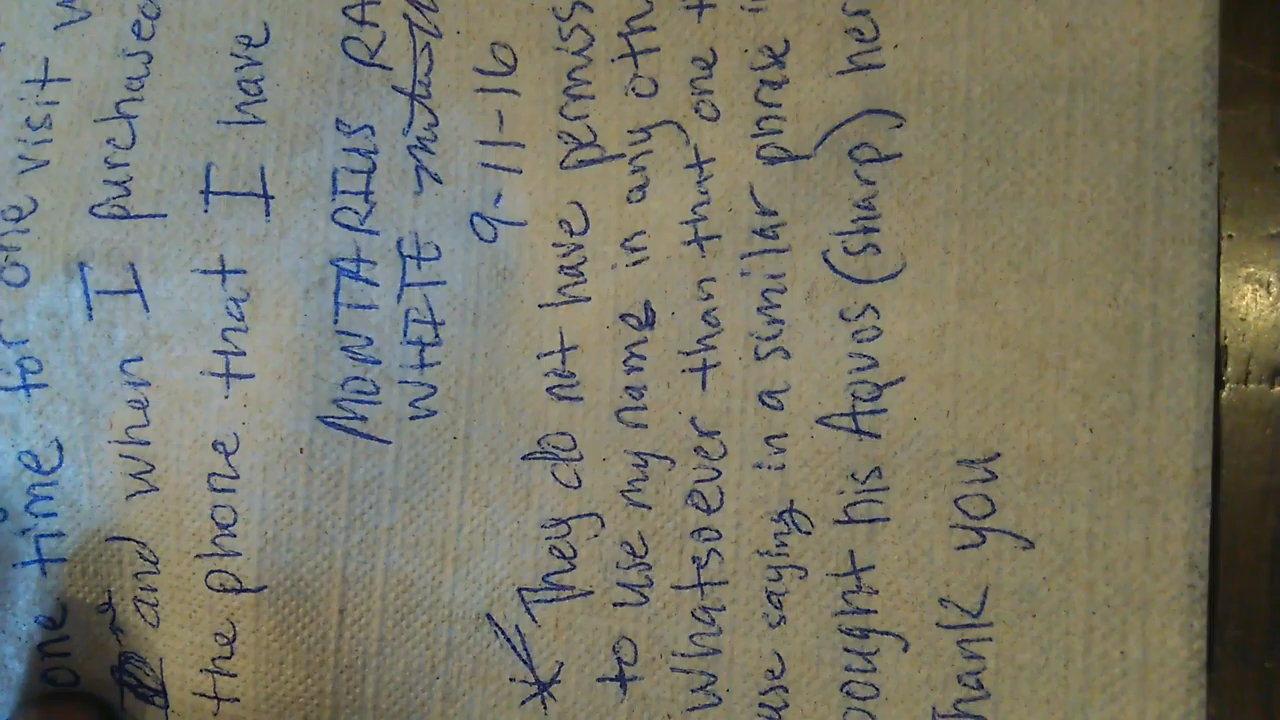 one time for one visit
and when I purchased
the phone that I have
MONTARIUS RA
WHITE
9-11-16
* They do not have permiss
to use my name in any oth
whatsoever than that one t
use saying in a similar phrase i
ought his Aquos (sharp) her
hank you